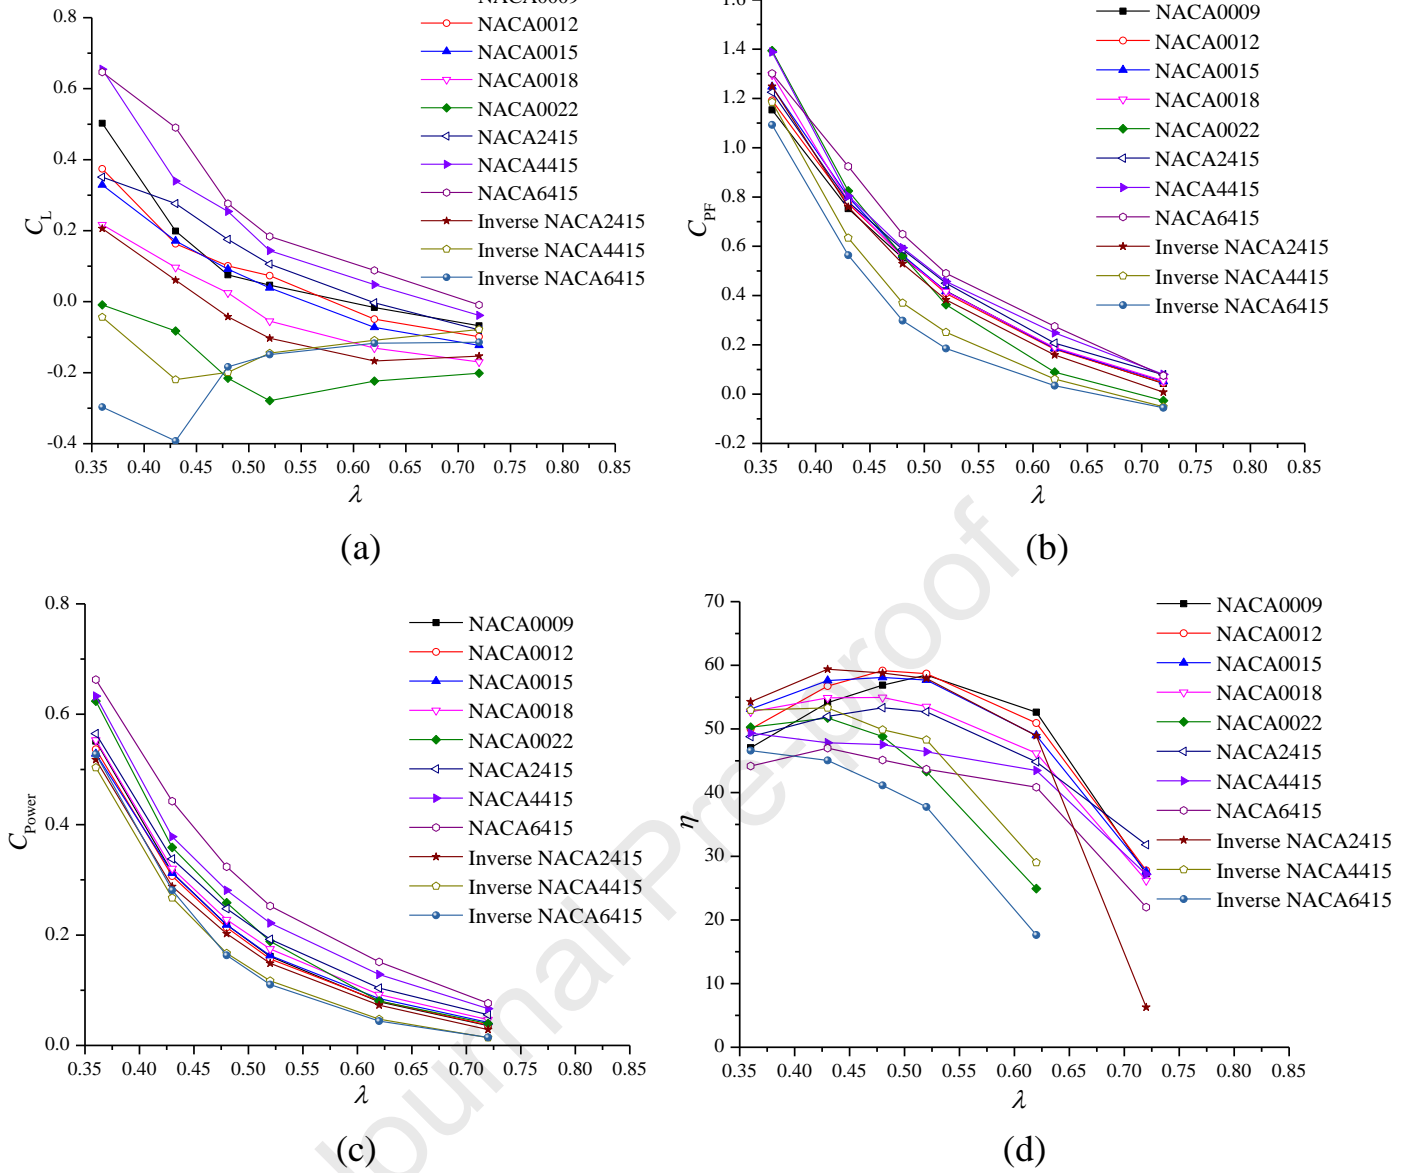 0.8
0.6
0.4
0.2
0.0
-0.2
-0.4
C_L
0.35 0.40 0.45 0.50 0.55 0.60 0.65 0.70 0.75 0.80 0.85
λ
NACA0009
NACA0012
NACA0015
NACA0018
NACA0022
NACA2415
NACA4415
NACA6415
Inverse NACA2415
Inverse NACA4415
Inverse NACA6415
(a)
1.6
1.4
1.2
1.0
0.8
0.6
0.4
0.2
0.0
-0.2
C_PF
0.35 0.40 0.45 0.50 0.55 0.60 0.65 0.70 0.75 0.80 0.85
λ
NACA0009
NACA0012
NACA0015
NACA0018
NACA0022
NACA2415
NACA4415
NACA6415
Inverse NACA2415
Inverse NACA4415
Inverse NACA6415
(b)
0.8
0.6
0.4
0.2
0.0
C_Power
0.35 0.40 0.45 0.50 0.55 0.60 0.65 0.70 0.75 0.80 0.85
λ
NACA0009
NACA0012
NACA0015
NACA0018
NACA0022
NACA2415
NACA4415
NACA6415
Inverse NACA2415
Inverse NACA4415
Inverse NACA6415
(c)
70
60
50
40
30
20
10
0
η
0.35 0.40 0.45 0.50 0.55 0.60 0.65 0.70 0.75 0.80 0.85
λ
NACA0009
NACA0012
NACA0015
NACA0018
NACA0022
NACA2415
NACA4415
NACA6415
Inverse NACA2415
Inverse NACA4415
Inverse NACA6415
(d)
Journal Pre-proof